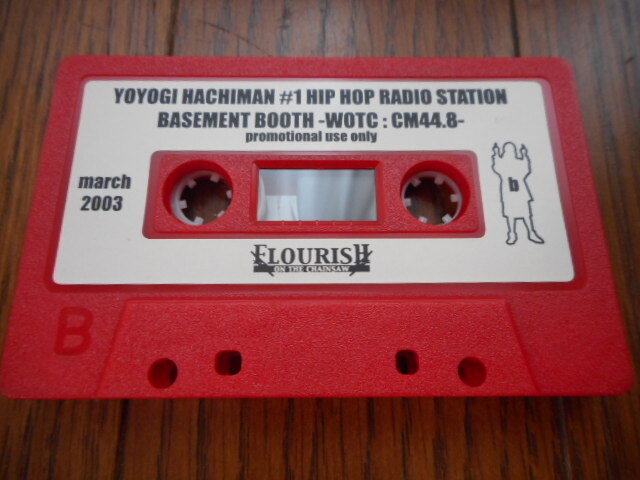 YOYOGI HACHIMAN #1 HIP HOP RADIO STATION
BASEMENT BOOTH -WOTC : CM44.8-
promotional use only
march
2003
b
FLOURISH
ON THE CHAINSAW
B